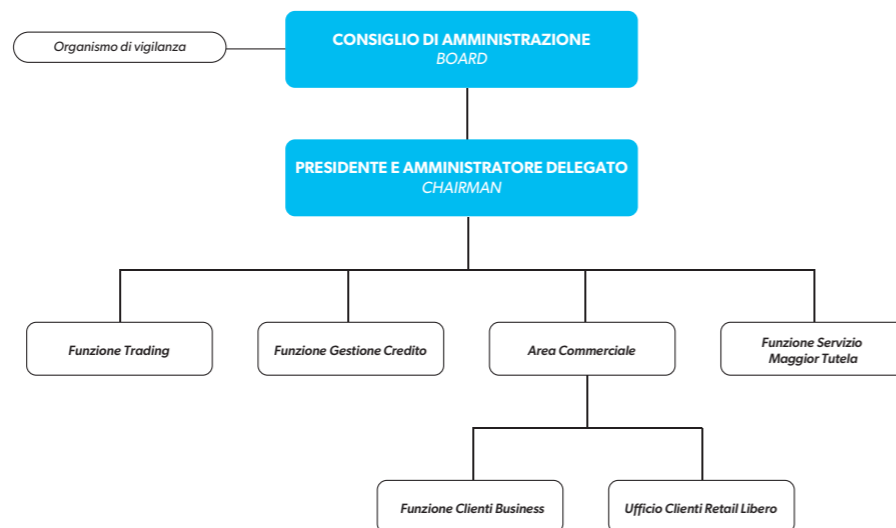 Organismo di vigilanza
CONSIGLIO DI AMMINISTRAZIONE
BOARD
PRESIDENTE E AMMINISTRATORE DELEGATO
CHAIRMAN
Funzione Trading
Funzione Gestione Credito
Area Commerciale
Funzione Servizio
Maggior Tutela
Funzione Clienti Business
Ufficio Clienti Retail Libero